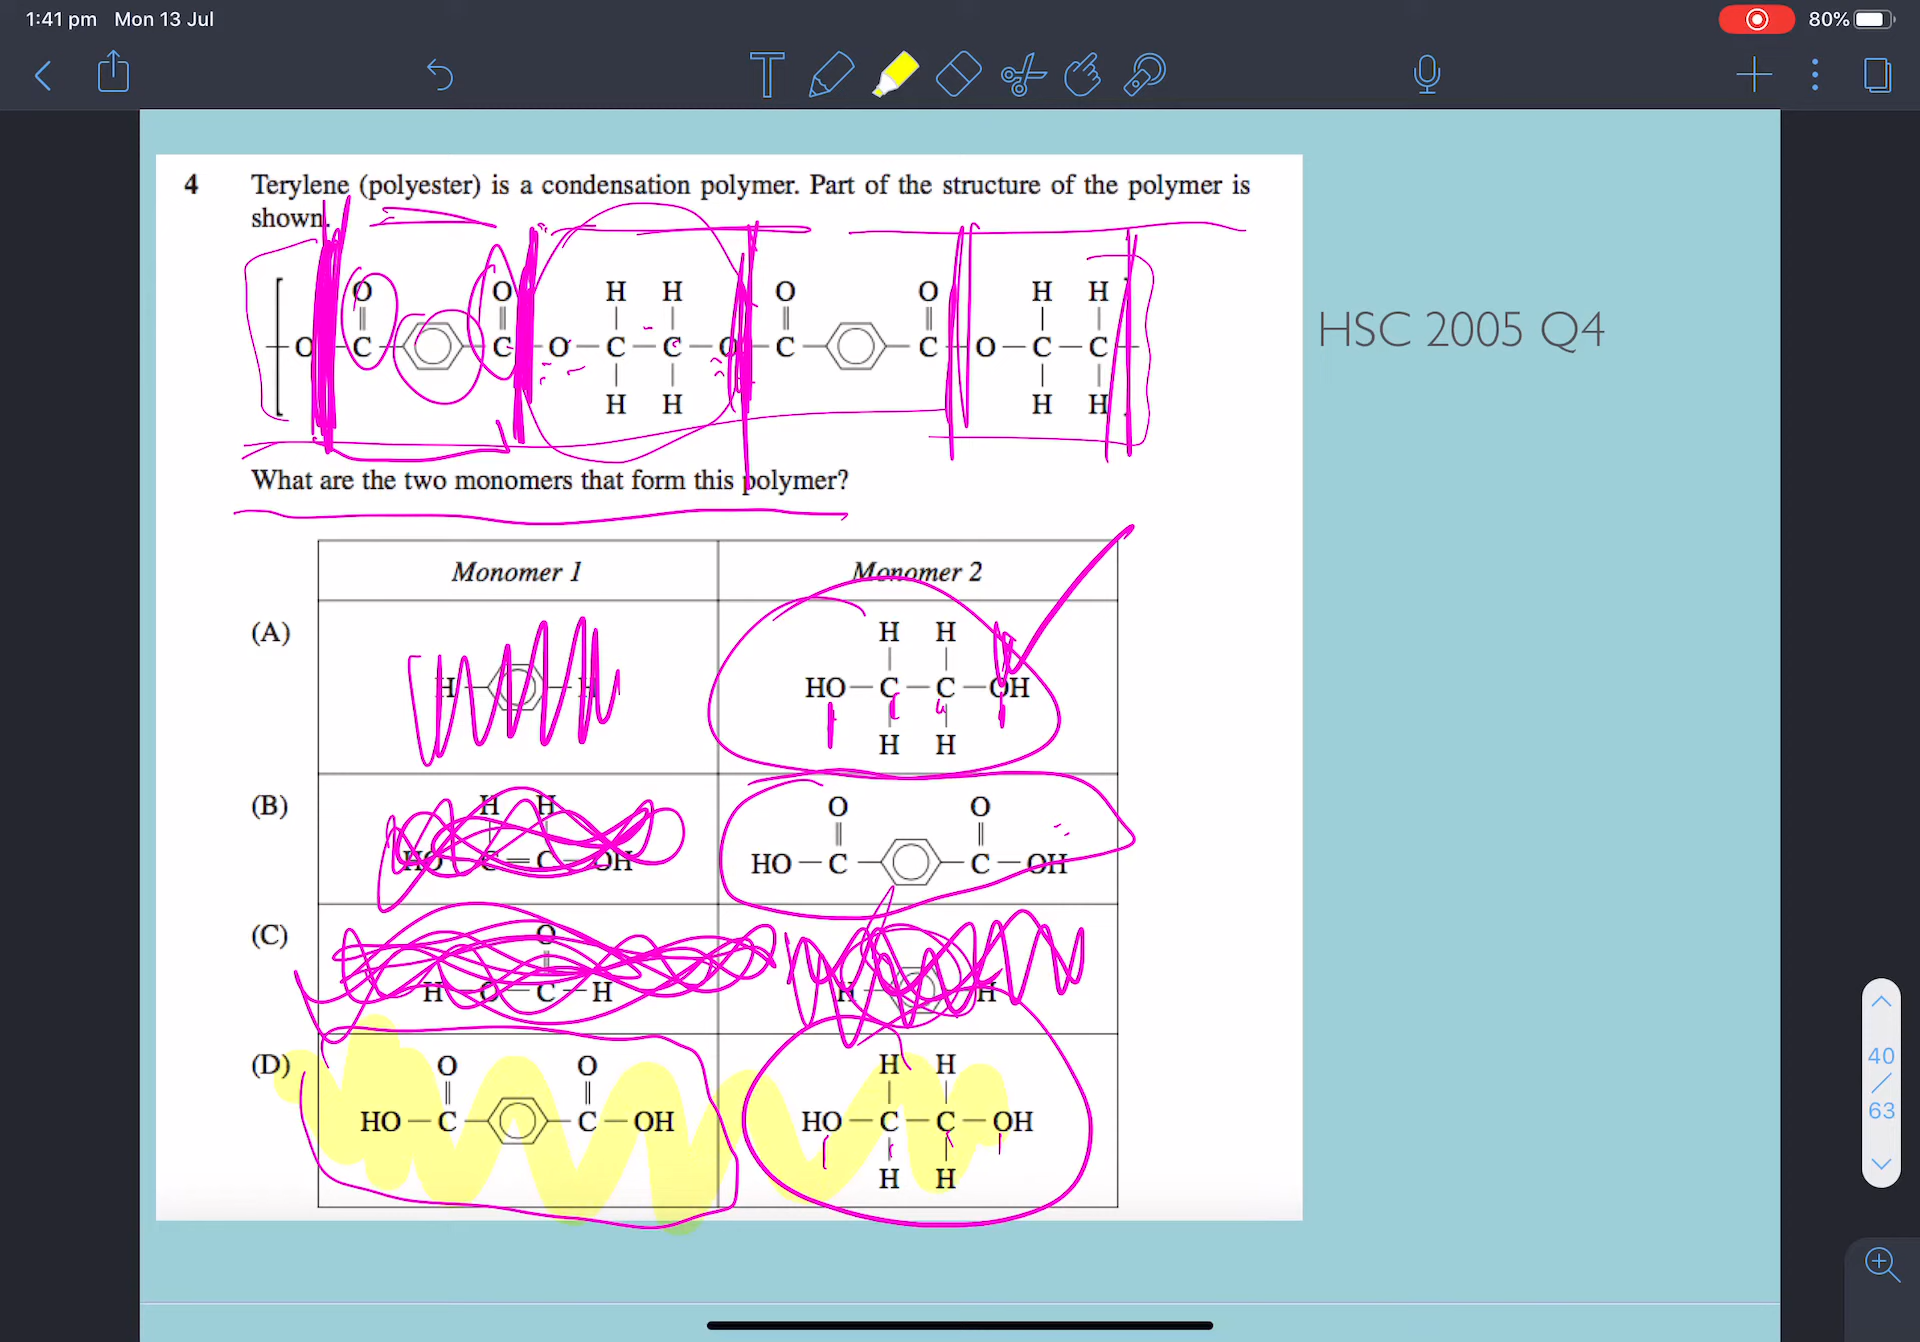 1:41 pm Mon 13 Jul
80%
4 Terylene (polyester) is a condensation polymer. Part of the structure of the polymer is
shown.
O O H H O O H H
O C C O C C O C C O C C
H H H H
What are the two monomers that form this polymer?
Monomer 1 Monomer 2
(A)
H H
H H HO C C OH
H H
(B)
H H O O
HO C C OH HO C C OH
(C)
O
H C C H H H
(D)
O O H H
HO C C OH HO C C OH
H H
HSC 2005 Q4
40
63